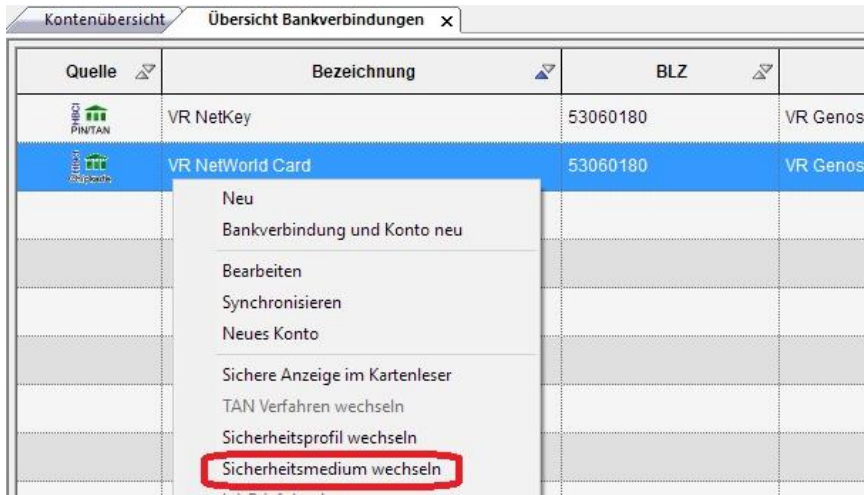 Kontenübersicht
Übersicht Bankverbindungen x
Quelle Bezeichnung BLZ
HBCI PIN/TAN VR NetKey 53060180 VR Genos
Chipkarte VR NetWorld Card 53060180 VR Genos
Neu
Bankverbindung und Konto neu
Bearbeiten
Synchronisieren
Neues Konto
Sichere Anzeige im Kartenleser
TAN Verfahren wechseln
Sicherheitsprofil wechseln
Sicherheitsmedium wechseln